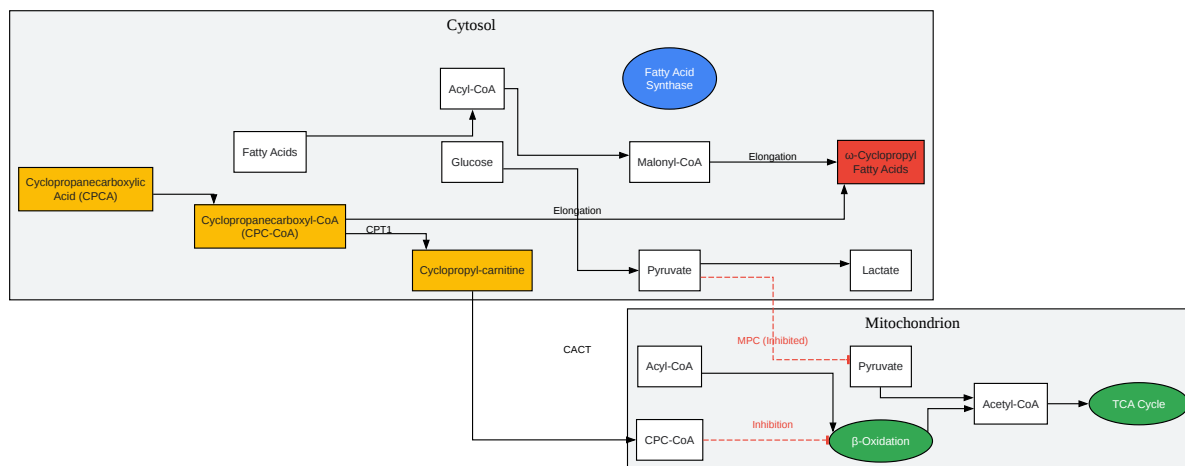 Cytosol
Fatty Acid
Synthase
Acyl-CoA
Fatty Acids
Glucose
Malonyl-CoA
Elongation
ω-Cyclopropyl
Fatty Acids
Cyclopropanecarboxylic
Acid (CPCA)
Cyclopropanecarboxyl-CoA
(CPC-CoA)
Elongation
CPT1
Cyclopropyl-carnitine
Pyruvate
Lactate
Mitochondrion
MPC (Inhibited)
CACT
Acyl-CoA
Pyruvate
Acetyl-CoA
TCA Cycle
CPC-CoA
Inhibition
β-Oxidation